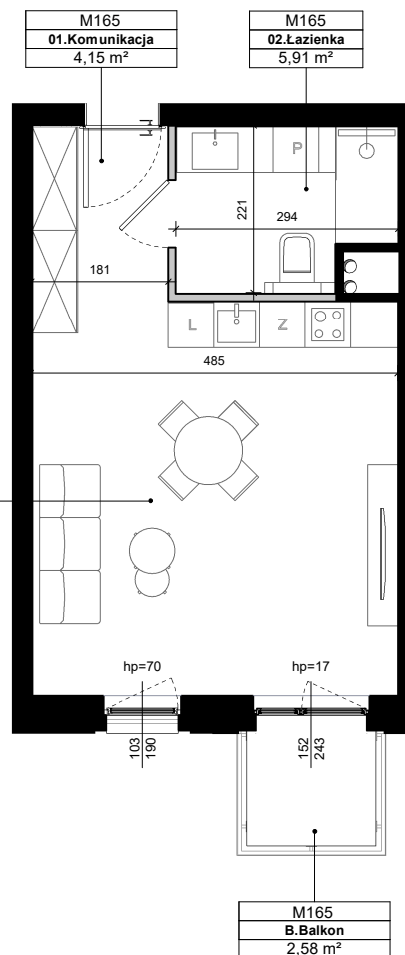 M165
01.Komunikacja
4,15 m²
M165
02.Łazienka
5,91 m²
P
221
294
181
L
Z
485
hp=70
hp=17
103
190
152
243
M165
B.Balkon
2,58 m²